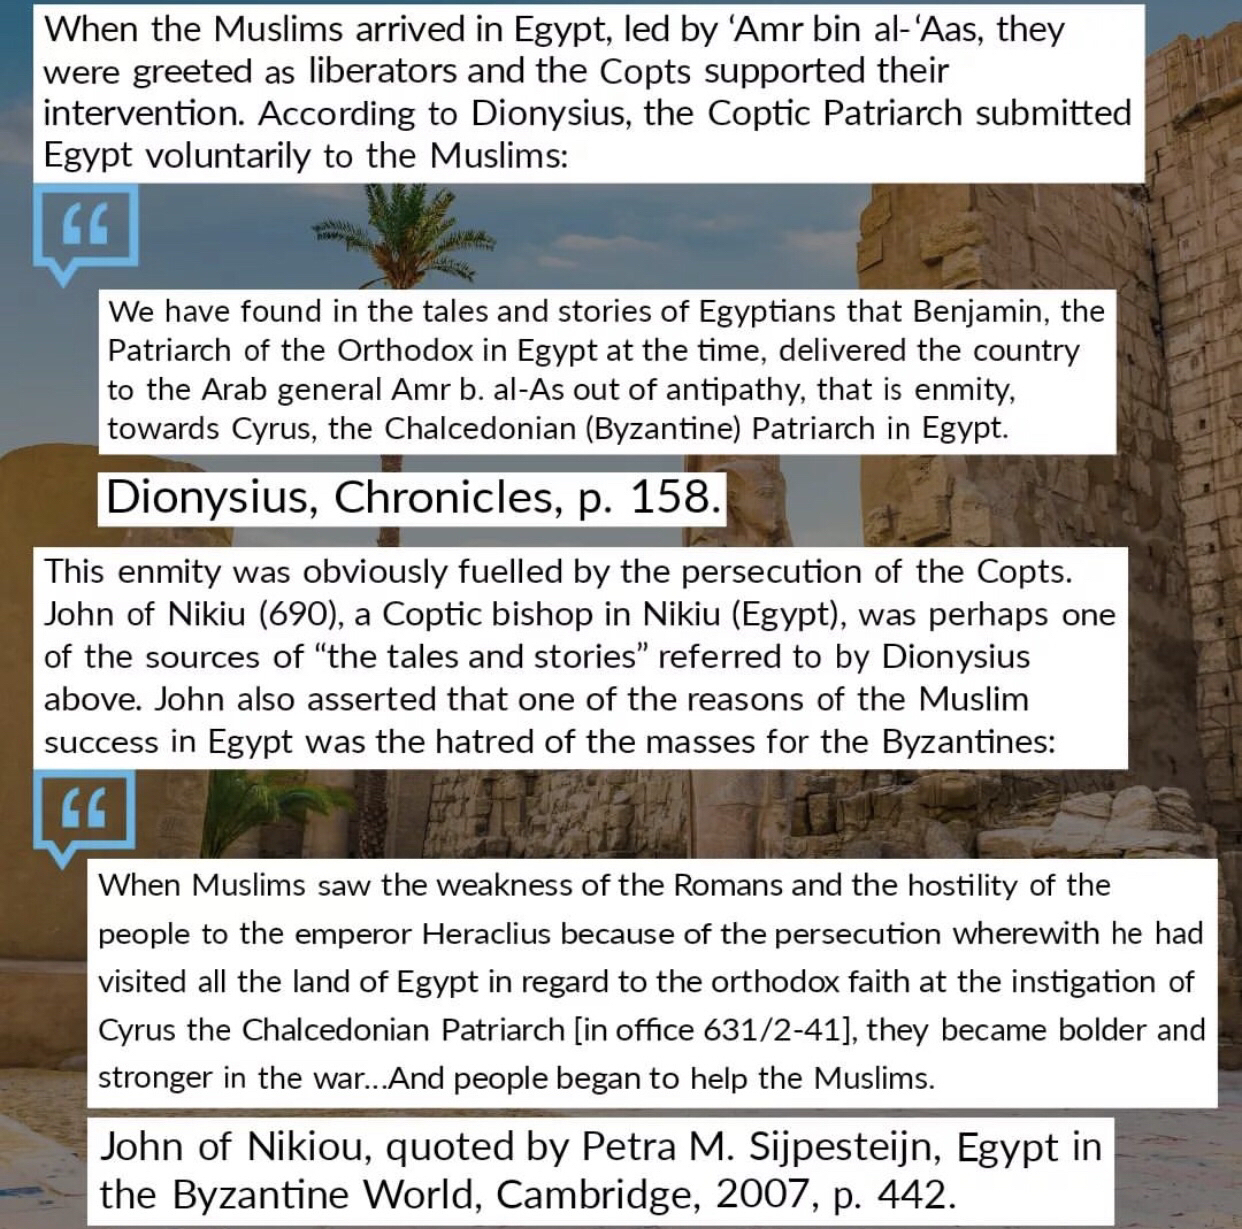 When the Muslims arrived in Egypt, led by ‘Amr bin al-‘Aas, they
were greeted as liberators and the Copts supported their
intervention. According to Dionysius, the Coptic Patriarch submitted
Egypt voluntarily to the Muslims:
“
We have found in the tales and stories of Egyptians that Benjamin, the
Patriarch of the Orthodox in Egypt at the time, delivered the country
to the Arab general Amr b. al-As out of antipathy, that is enmity,
towards Cyrus, the Chalcedonian (Byzantine) Patriarch in Egypt.
Dionysius, Chronicles, p. 158.
This enmity was obviously fuelled by the persecution of the Copts.
John of Nikiu (690), a Coptic bishop in Nikiu (Egypt), was perhaps one
of the sources of “the tales and stories” referred to by Dionysius
above. John also asserted that one of the reasons of the Muslim
success in Egypt was the hatred of the masses for the Byzantines:
“
When Muslims saw the weakness of the Romans and the hostility of the
people to the emperor Heraclius because of the persecution wherewith he had
visited all the land of Egypt in regard to the orthodox faith at the instigation of
Cyrus the Chalcedonian Patriarch [in office 631/2-41], they became bolder and
stronger in the war...And people began to help the Muslims.
John of Nikiou, quoted by Petra M. Sijpesteijn, Egypt in
the Byzantine World, Cambridge, 2007, p. 442.